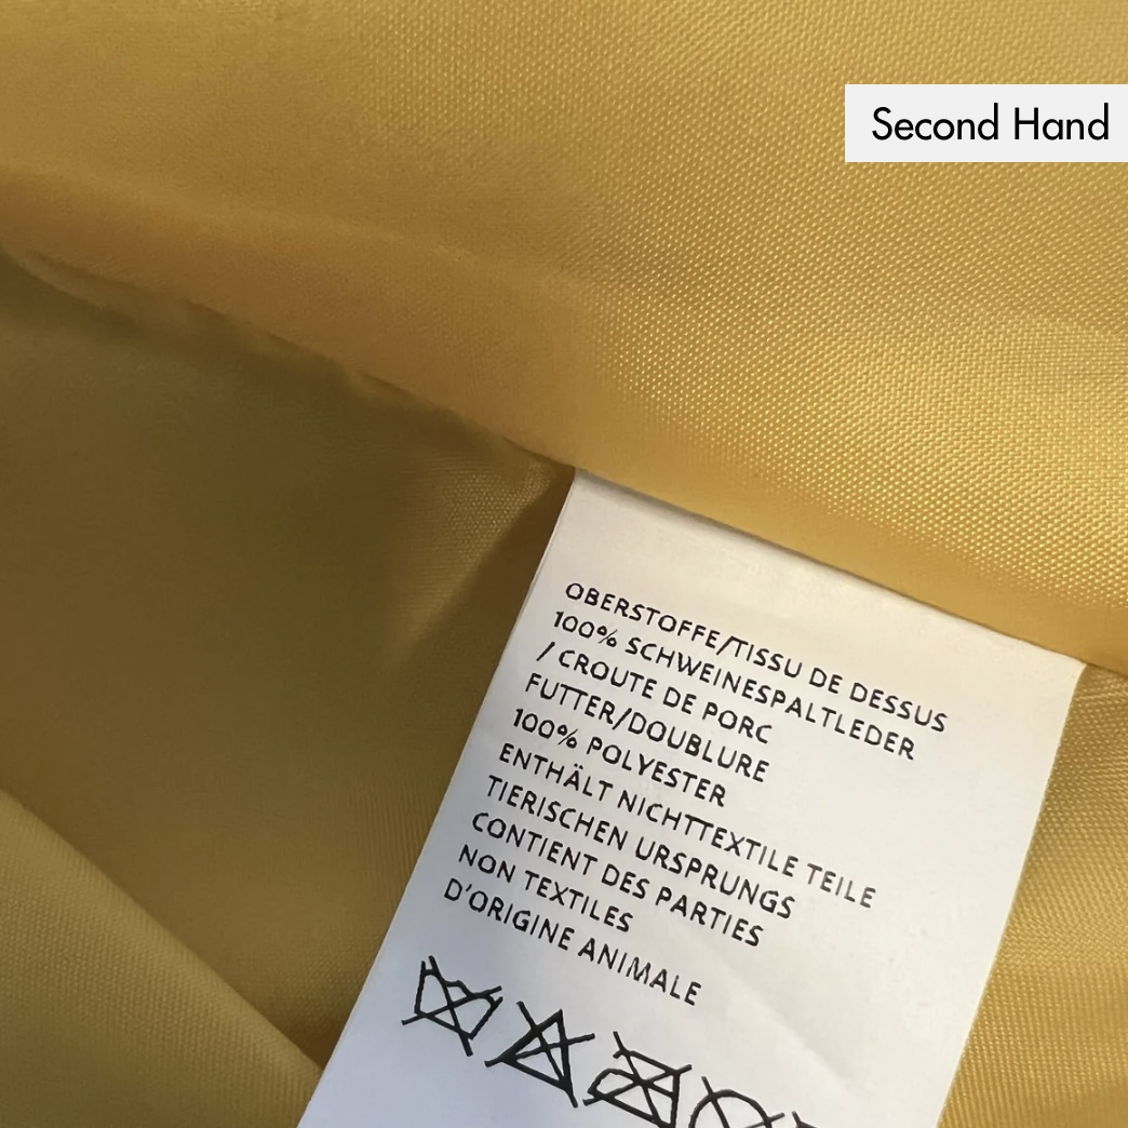 Second Hand
OBERSTOFFE/TISSU DE DESSUS
100% SCHWEINESPALTLEDER
/ CROUTE DE PORC
FUTTER/DOUBLURE
100% POLYESTER
ENTHÄLT NICHTTEXTILE TEILE
TIERISCHEN URSPRUNGS
CONTIENT DES PARTIES
NON TEXTILES
D'ORIGINE ANIMALE